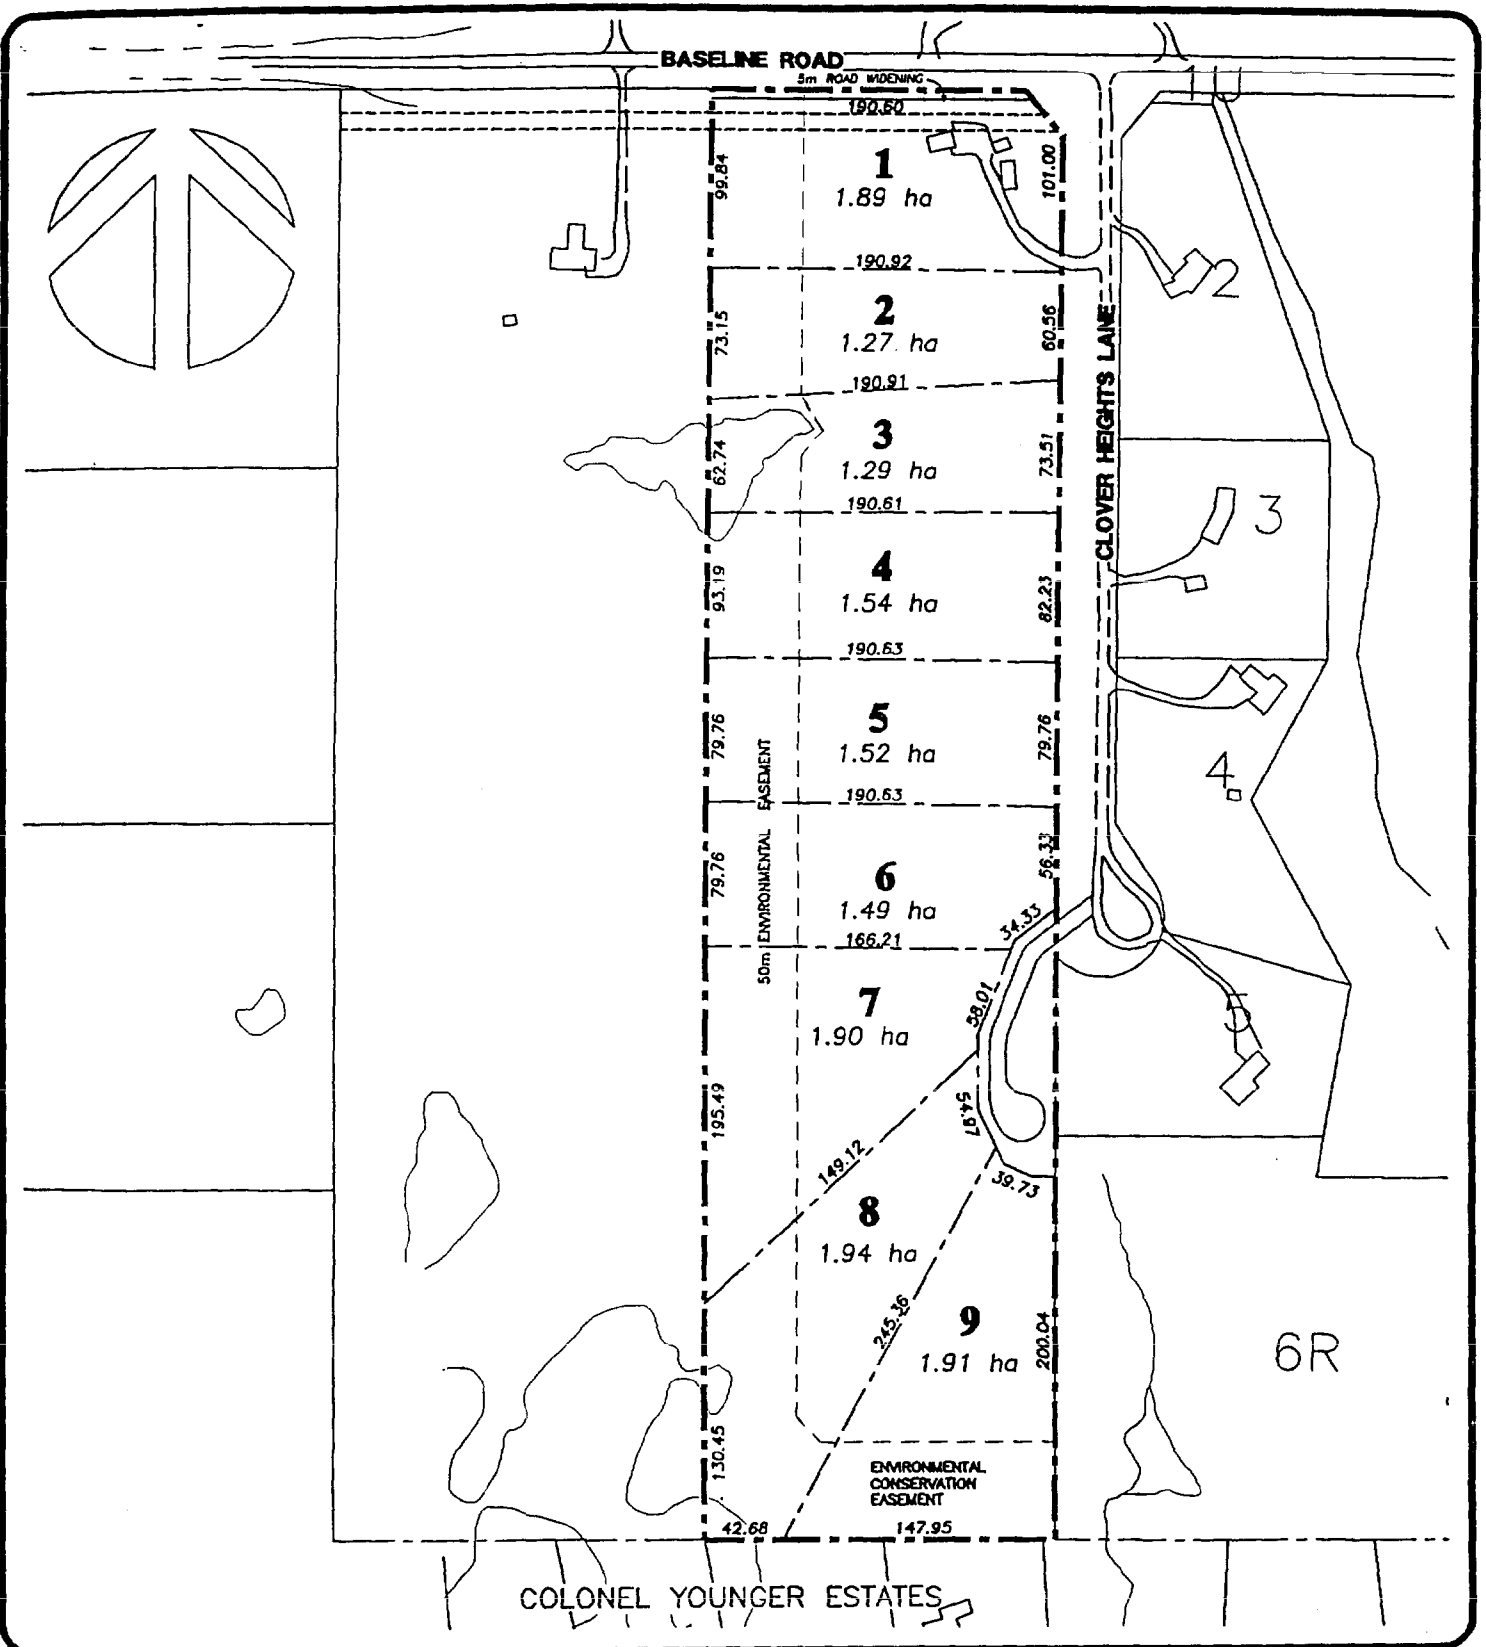 BASELINE ROAD
5m ROAD WIDENING
190.60
1
1.89 ha
99.84
101.00
190.92
2
1.27 ha
73.15
60.56
190.91
3
1.29 ha
62.74
73.51
190.61
4
1.54 ha
93.19
82.23
190.63
5
1.52 ha
79.76
79.76
190.63
6
1.49 ha
79.76
56.33
34.33
166.21
7
1.90 ha
58.01
195.49
54.97
149.12
39.73
8
1.94 ha
245.36
9
1.91 ha
200.04
130.45
50m ENVIRONMENTAL EASEMENT
ENVIRONMENTAL
CONSERVATION
EASEMENT
42.68
147.95
CLOVER HEIGHTS LANE
1
2
3
4
5
6R
COLONEL YOUNGER ESTATES